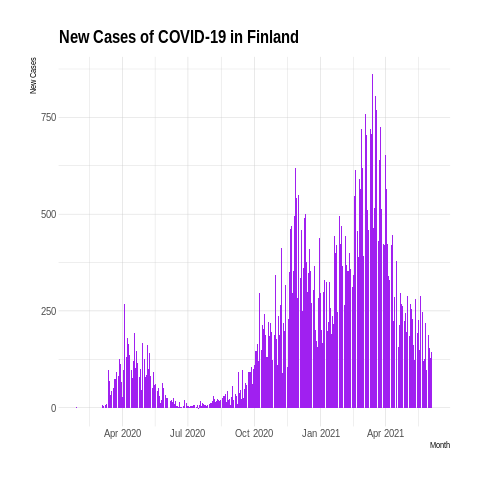 New Cases of COVID-19 in Finland
New Cases
750
500
250
0
Apr 2020 Jul 2020 Oct 2020 Jan 2021 Apr 2021
Month